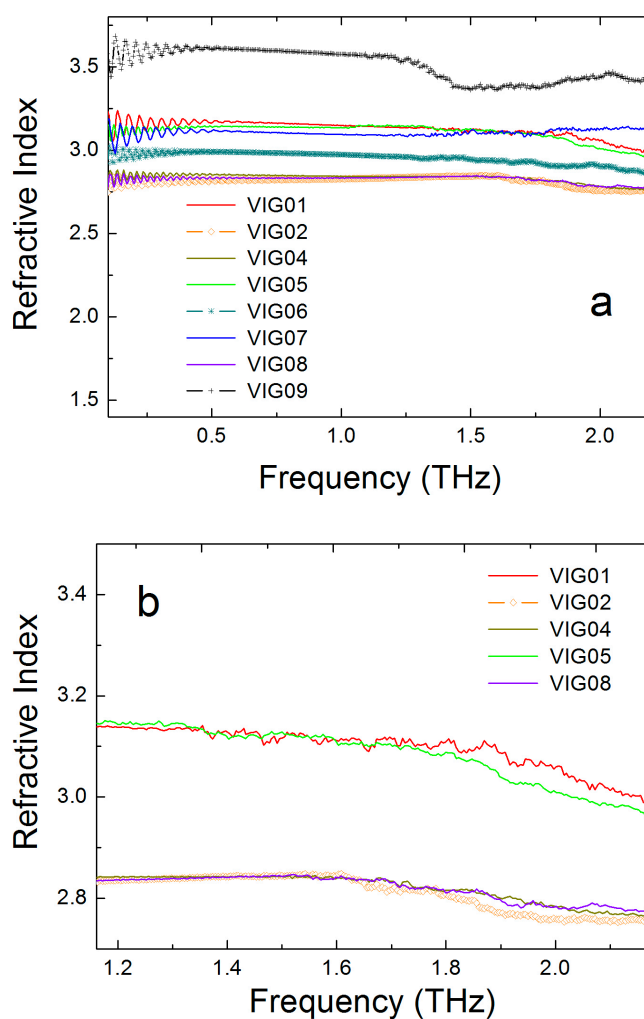 3.5
3.0
2.5
2.0
1.5
Refractive Index
VIG01
VIG02
VIG04
VIG05
VIG06
VIG07
VIG08
VIG09
a
0.5 1.0 1.5 2.0
Frequency (THz)
b
3.4
3.2
3.0
2.8
Refractive Index
VIG01
VIG02
VIG04
VIG05
VIG08
1.2 1.4 1.6 1.8 2.0
Frequency (THz)